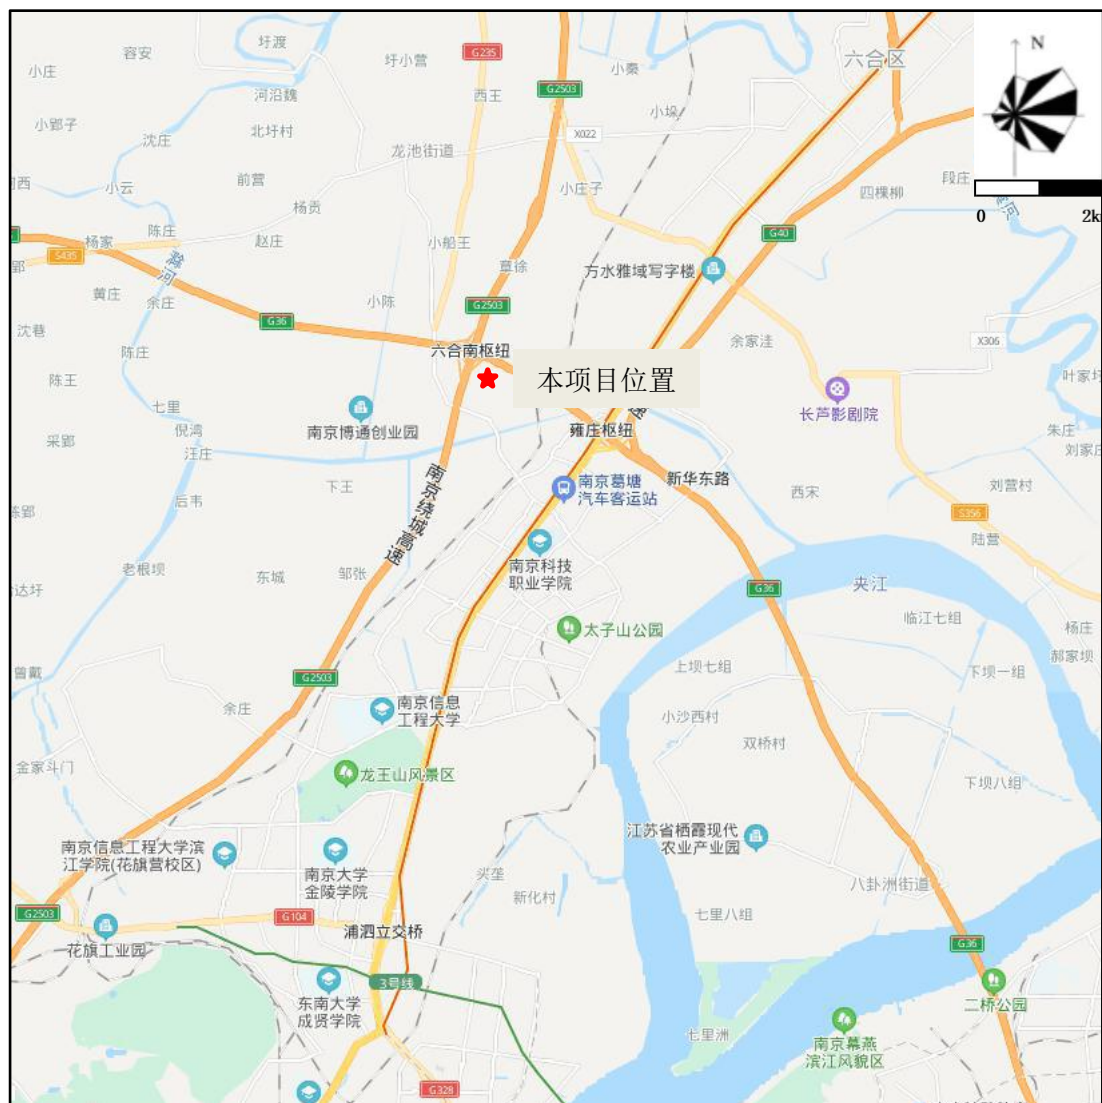 圩渡
容安
G235
圩小营
小秦
六合区
N
小庄
G2503
西王
河沿魏
小垛
小郢子
沈庄
北圩村
X022
龙池街道
前营
小云
小庄子
四棵柳
段庄
0
2k
杨贡
陈庄
赵庄
小船王
G40
杨家
S435
滁河
章徐
方水雅域写字楼
黄庄
余庄
小陈
G2503
G36
沈巷
陈庄
六合南枢纽
余家洼
X306
本项目位置
陈王
叶家圩
七里
南京博通创业园
长芦影剧院
倪湾
采郢
汪庄
雍庄枢纽
朱庄
刘家庄
南京绕城高速
下王
后韦
南京葛塘
汽车客运站
新华东路
西宋
刘营村
S356
陆营
南京科技
职业学院
老根坝
东城
邹张
夹江
G36
临江七组
太子山公园
杨庄
郝家坝
曾戴
上坝七组
下坝一组
G2503
余庄
南京信息
工程大学
小沙西村
双桥村
金家斗门
龙王山风景区
下坝八组
江苏省栖霞现代
农业产业园
南京信息工程大学滨
江学院(花旗营校区)
南京大学
金陵学院
买垄
新化村
八卦洲街道
七里八组
G2503
G104
花旗工业园
浦泗立交桥
G36
3号线
东南大学
成贤学院
二桥公园
七里洲
南京幕燕
滨江风貌区
G328